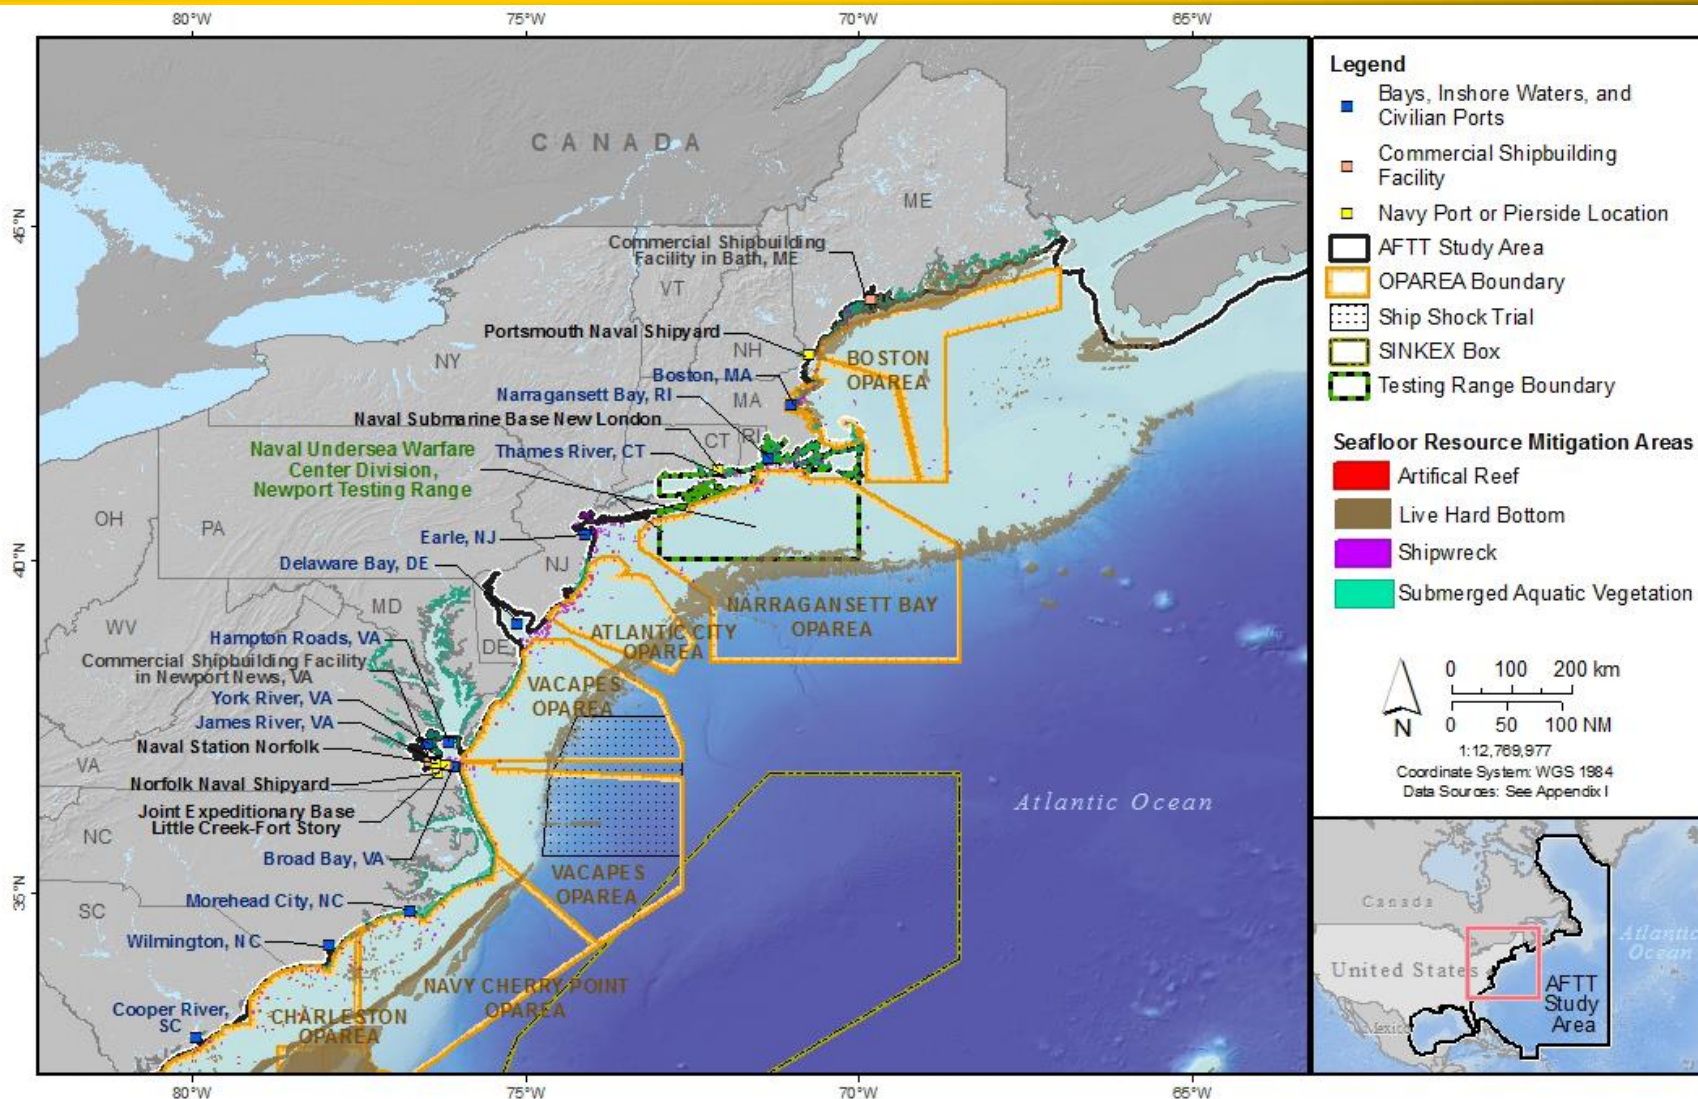 80°W
75°W
70°W
65°W
45°N
40°N
35°N
CANADA
ME
Commercial Shipbuilding
Facility in Bath, ME
VT
Portsmouth Naval Shipyard
NH
NY
BOSTON
OPAREA
Boston, MA
Narragansett Bay, RI
MA
Naval Submarine Base New London
CT
RI
Naval Undersea Warfare
Center Division,
Newport Testing Range
Thames River, CT
OH
PA
Earle, NJ
Delaware Bay, DE
NJ
MD
WV
NARRAGANSETT BAY
OPAREA
ATLANTIC CITY
OPAREA
Hampton Roads, VA
DE
Commercial Shipbuilding Facility
in Newport News, VA
VACAPES
OPAREA
York River, VA
James River, VA
Naval Station Norfolk
VA
Norfolk Naval Shipyard
Joint Expeditionary Base
Little Creek-Fort Story
Atlantic Ocean
NC
Broad Bay, VA
VACAPES
OPAREA
Morehead City, NC
SC
Wilmington, NC
NAVY CHERRY POINT
OPAREA
Cooper River,
SC
CHARLESTON
OPAREA
80°W
75°W
70°W
65°W
Legend
Bays, Inshore Waters, and
Civilian Ports
Commercial Shipbuilding
Facility
Navy Port or Pierside Location
AFTT Study Area
OPAREA Boundary
Ship Shock Trial
SINKEX Box
Testing Range Boundary
Seafloor Resource Mitigation Areas
Artifical Reef
Live Hard Bottom
Shipwreck
Submerged Aquatic Vegetation
0 100 200 km
0 50 100 NM
N
1:12,769,977
Coordinate System: WGS 1984
Data Sources: See Appendix I
Canada
United States
Mexico
Atlantic
Ocean
AFTT
Study
Area